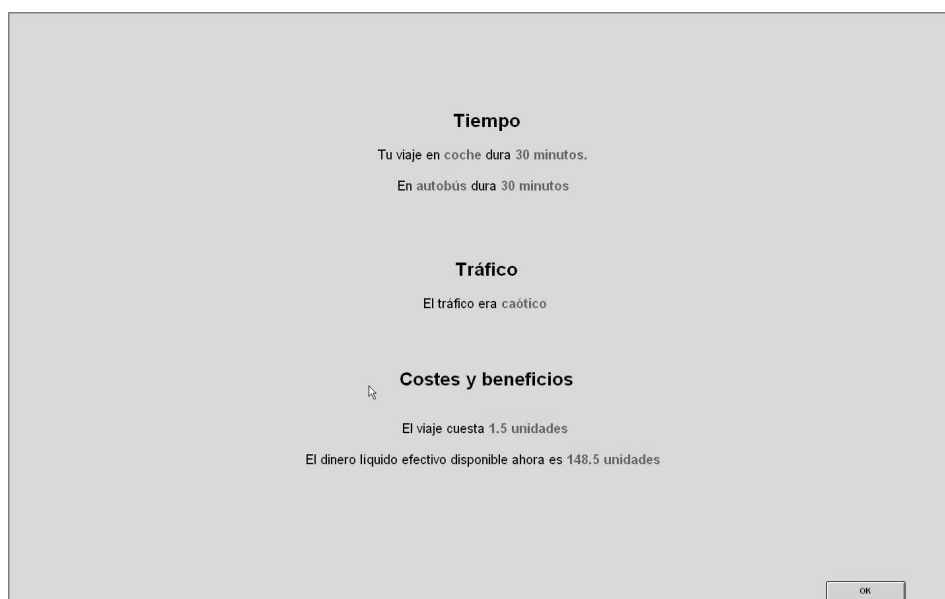 Tiempo
Tu viaje en coche dura 30 minutos.
En autobús dura 30 minutos
Tráfico
El tráfico era caótico
Costes y beneficios
El viaje cuesta 1.5 unidades
El dinero líquido efectivo disponible ahora es 148.5 unidades
OK